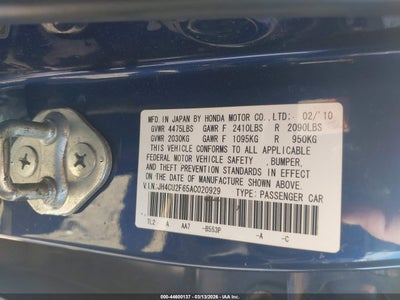 MFD. IN JAPAN BY HONDA MOTOR CO., LTD: 02/'10
GVWR 4475LBS GAWR F 2410LBS R 2090LBS
GVWR 2030KG GAWR F 1095KG R 950KG
THIS VEHICLE CONFORMS TO ALL APPLICABLE
FEDERAL MOTOR VEHICLE SAFETY , BUMPER,
AND THEFT PREVENTION STANDARDS IN EFFECT
ON THE DATE OF MANUFACTURE SHOWN ABOVE.
V.I.N. JH4CU2F65AC020929 TYPE: PASSENGER CAR
TL2 A AA7 -B553P -A -C
000-44600137 - 03/13/2026 - COPYRIGHT IAA, LLC